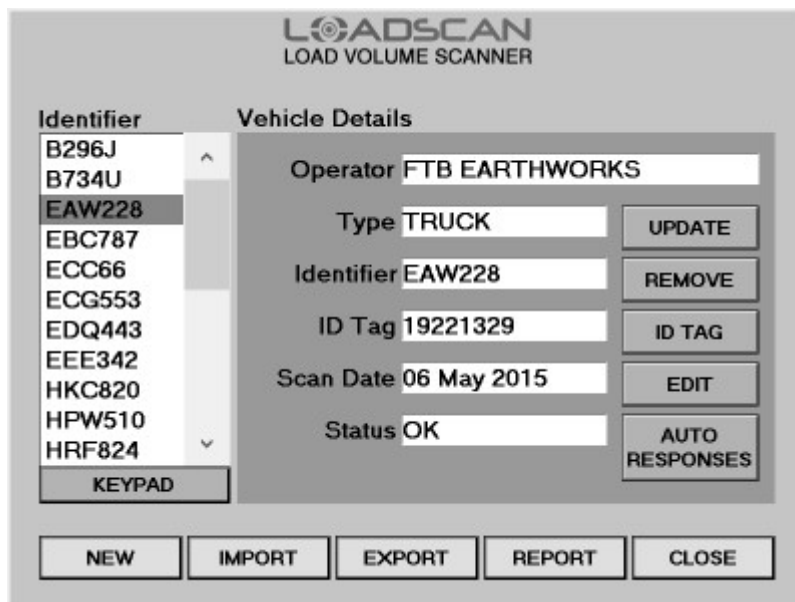 LOADSCAN
LOAD VOLUME SCANNER
Identifier
B296J
B734U
EAW228
EBC787
ECC66
ECG553
EDQ443
EEE342
HKC820
HPW510
HRF824
KEYPAD
Vehicle Details
Operator FTB EARTHWORKS
Type TRUCK
UPDATE
Identifier EAW228
REMOVE
ID Tag 19221329
ID TAG
Scan Date 06 May 2015
EDIT
Status OK
AUTO
RESPONSES
NEW IMPORT EXPORT REPORT CLOSE